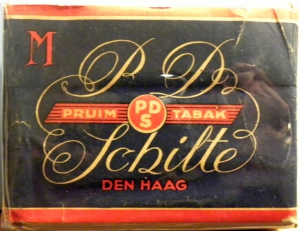 M
P.D.
PRUIM PDS TABAK
Schilte
DEN HAAG